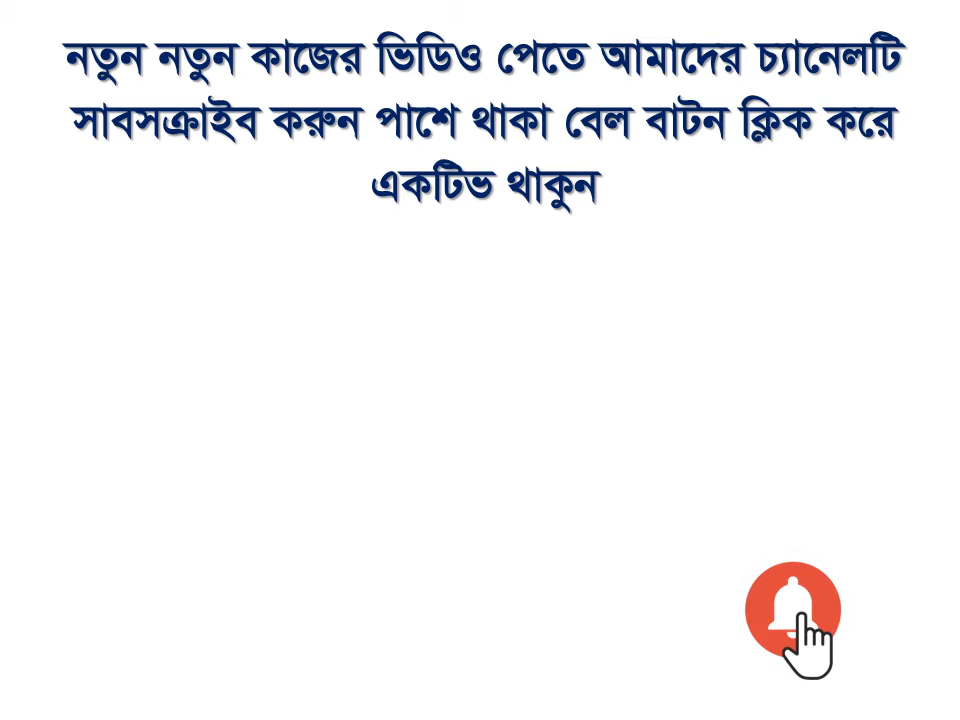 নতুন নতুন কাজের ভিডিও পেতে আমাদের চ্যানেলটি
সাবসক্রাইব করুন পাশে থাকা বেল বাটন ক্লিক করে
একটিভ থাকুন